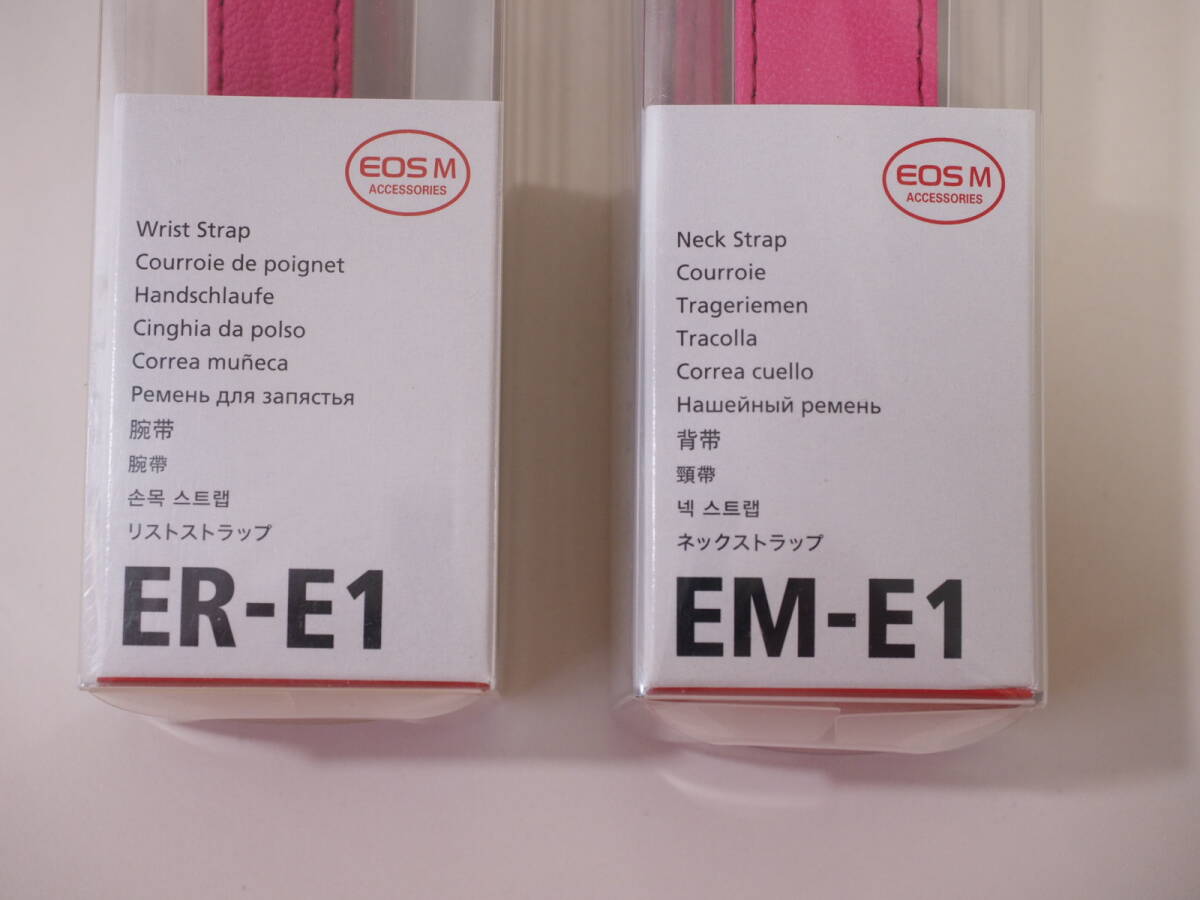 EOS M
ACCESSORIES
Wrist Strap
Courroie de poignet
Handschlaufe
Cinghia da polso
Correa muñeca
Ремень для запястья
腕带
腕帶
손목 스트랩
リストストラップ
ER-E1
EOS M
ACCESSORIES
Neck Strap
Courroie
Trageriemen
Tracolla
Correa cuello
Нашейный ремень
背带
頸帶
넥 스트랩
ネックストラップ
EM-E1